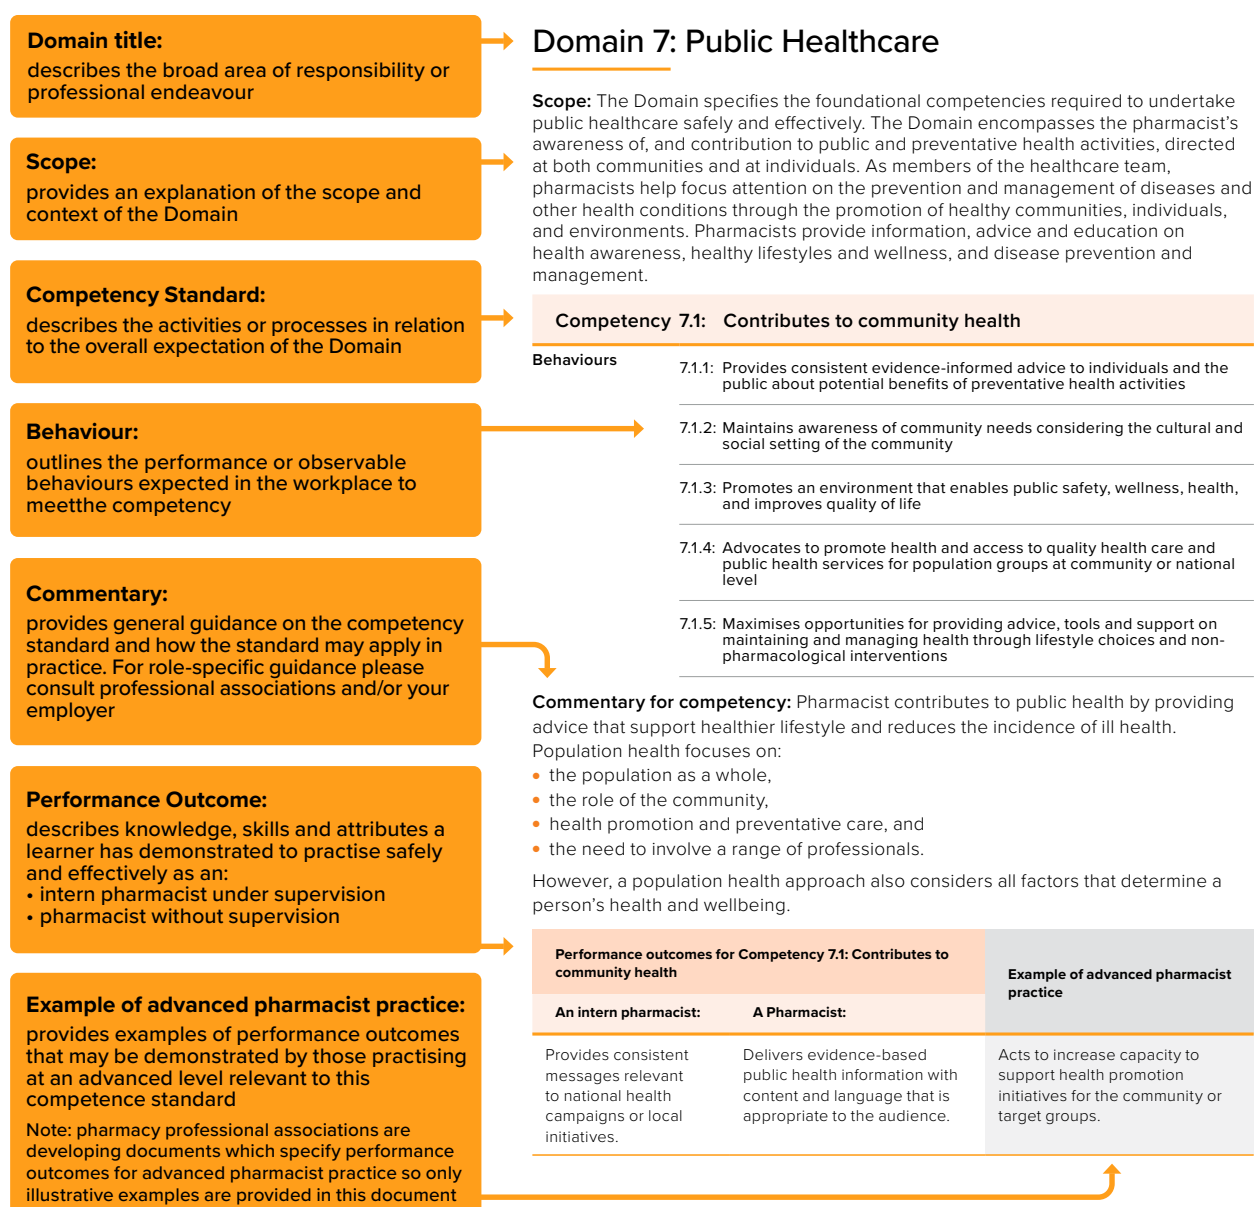 Domain title:
describes the broad area of responsibility or
professional endeavour
Scope:
provides an explanation of the scope and
context of the Domain
Competency Standard:
describes the activities or processes in relation
to the overall expectation of the Domain
Behaviour:
outlines the performance or observable
behaviours expected in the workplace to
meetthe competency
Commentary:
provides general guidance on the competency
standard and how the standard may apply in
practice. For role-specific guidance please
consult professional associations and/or your
employer
Performance Outcome:
describes knowledge, skills and attributes a
learner has demonstrated to practise safely
and effectively as an:
• intern pharmacist under supervision
• pharmacist without supervision
Example of advanced pharmacist practice:
provides examples of performance outcomes
that may be demonstrated by those practising
at an advanced level relevant to this
competence standard
Note: pharmacy professional associations are
developing documents which specify performance
outcomes for advanced pharmacist practice so only
illustrative examples are provided in this document
Domain 7: Public Healthcare
Scope: The Domain specifies the foundational competencies required to undertake
public healthcare safely and effectively. The Domain encompasses the pharmacist's
awareness of, and contribution to public and preventative health activities, directed
at both communities and at individuals. As members of the healthcare team,
pharmacists help focus attention on the prevention and management of diseases and
other health conditions through the promotion of healthy communities, individuals,
and environments. Pharmacists provide information, advice and education on
health awareness, healthy lifestyles and wellness, and disease prevention and
management.
Competency 7.1: Contributes to community health
Behaviours
7.1.1: Provides consistent evidence-informed advice to individuals and the
public about potential benefits of preventative health activities
7.1.2: Maintains awareness of community needs considering the cultural and
social setting of the community
7.1.3: Promotes an environment that enables public safety, wellness, health,
and improves quality of life
7.1.4: Advocates to promote health and access to quality health care and
public health services for population groups at community or national
level
7.1.5: Maximises opportunities for providing advice, tools and support on
maintaining and managing health through lifestyle choices and non-
pharmacological interventions
Commentary for competency: Pharmacist contributes to public health by providing
advice that support healthier lifestyle and reduces the incidence of ill health.
Population health focuses on:
• the population as a whole,
• the role of the community,
• health promotion and preventative care, and
• the need to involve a range of professionals.
However, a population health approach also considers all factors that determine a
person's health and wellbeing.
Performance outcomes for Competency 7.1: Contributes to
community health
Example of advanced pharmacist
practice
An intern pharmacist:
A Pharmacist:
Provides consistent
messages relevant
to national health
campaigns or local
initiatives.
Delivers evidence-based
public health information with
content and language that is
appropriate to the audience.
Acts to increase capacity to
support health promotion
initiatives for the community or
target groups.